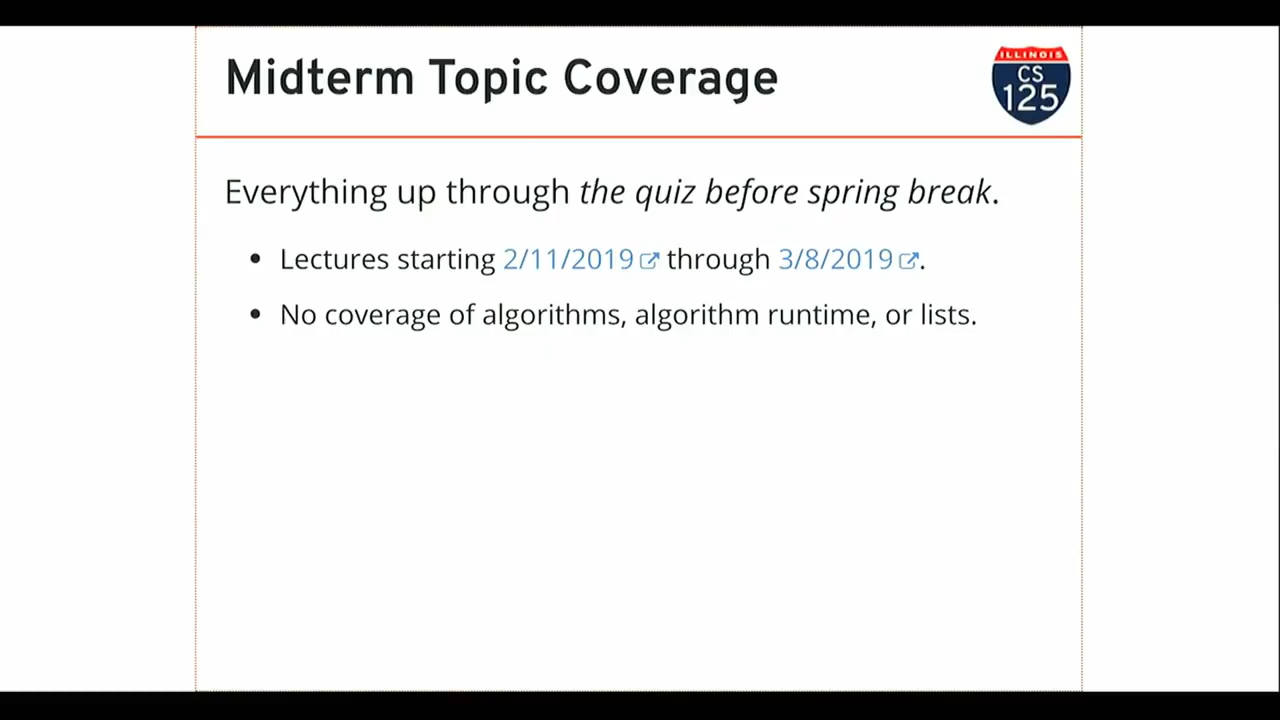 Midterm Topic Coverage
ILLINOIS
CS
125
Everything up through the quiz before spring break.
• Lectures starting 2/11/2019 through 3/8/2019.
• No coverage of algorithms, algorithm runtime, or lists.